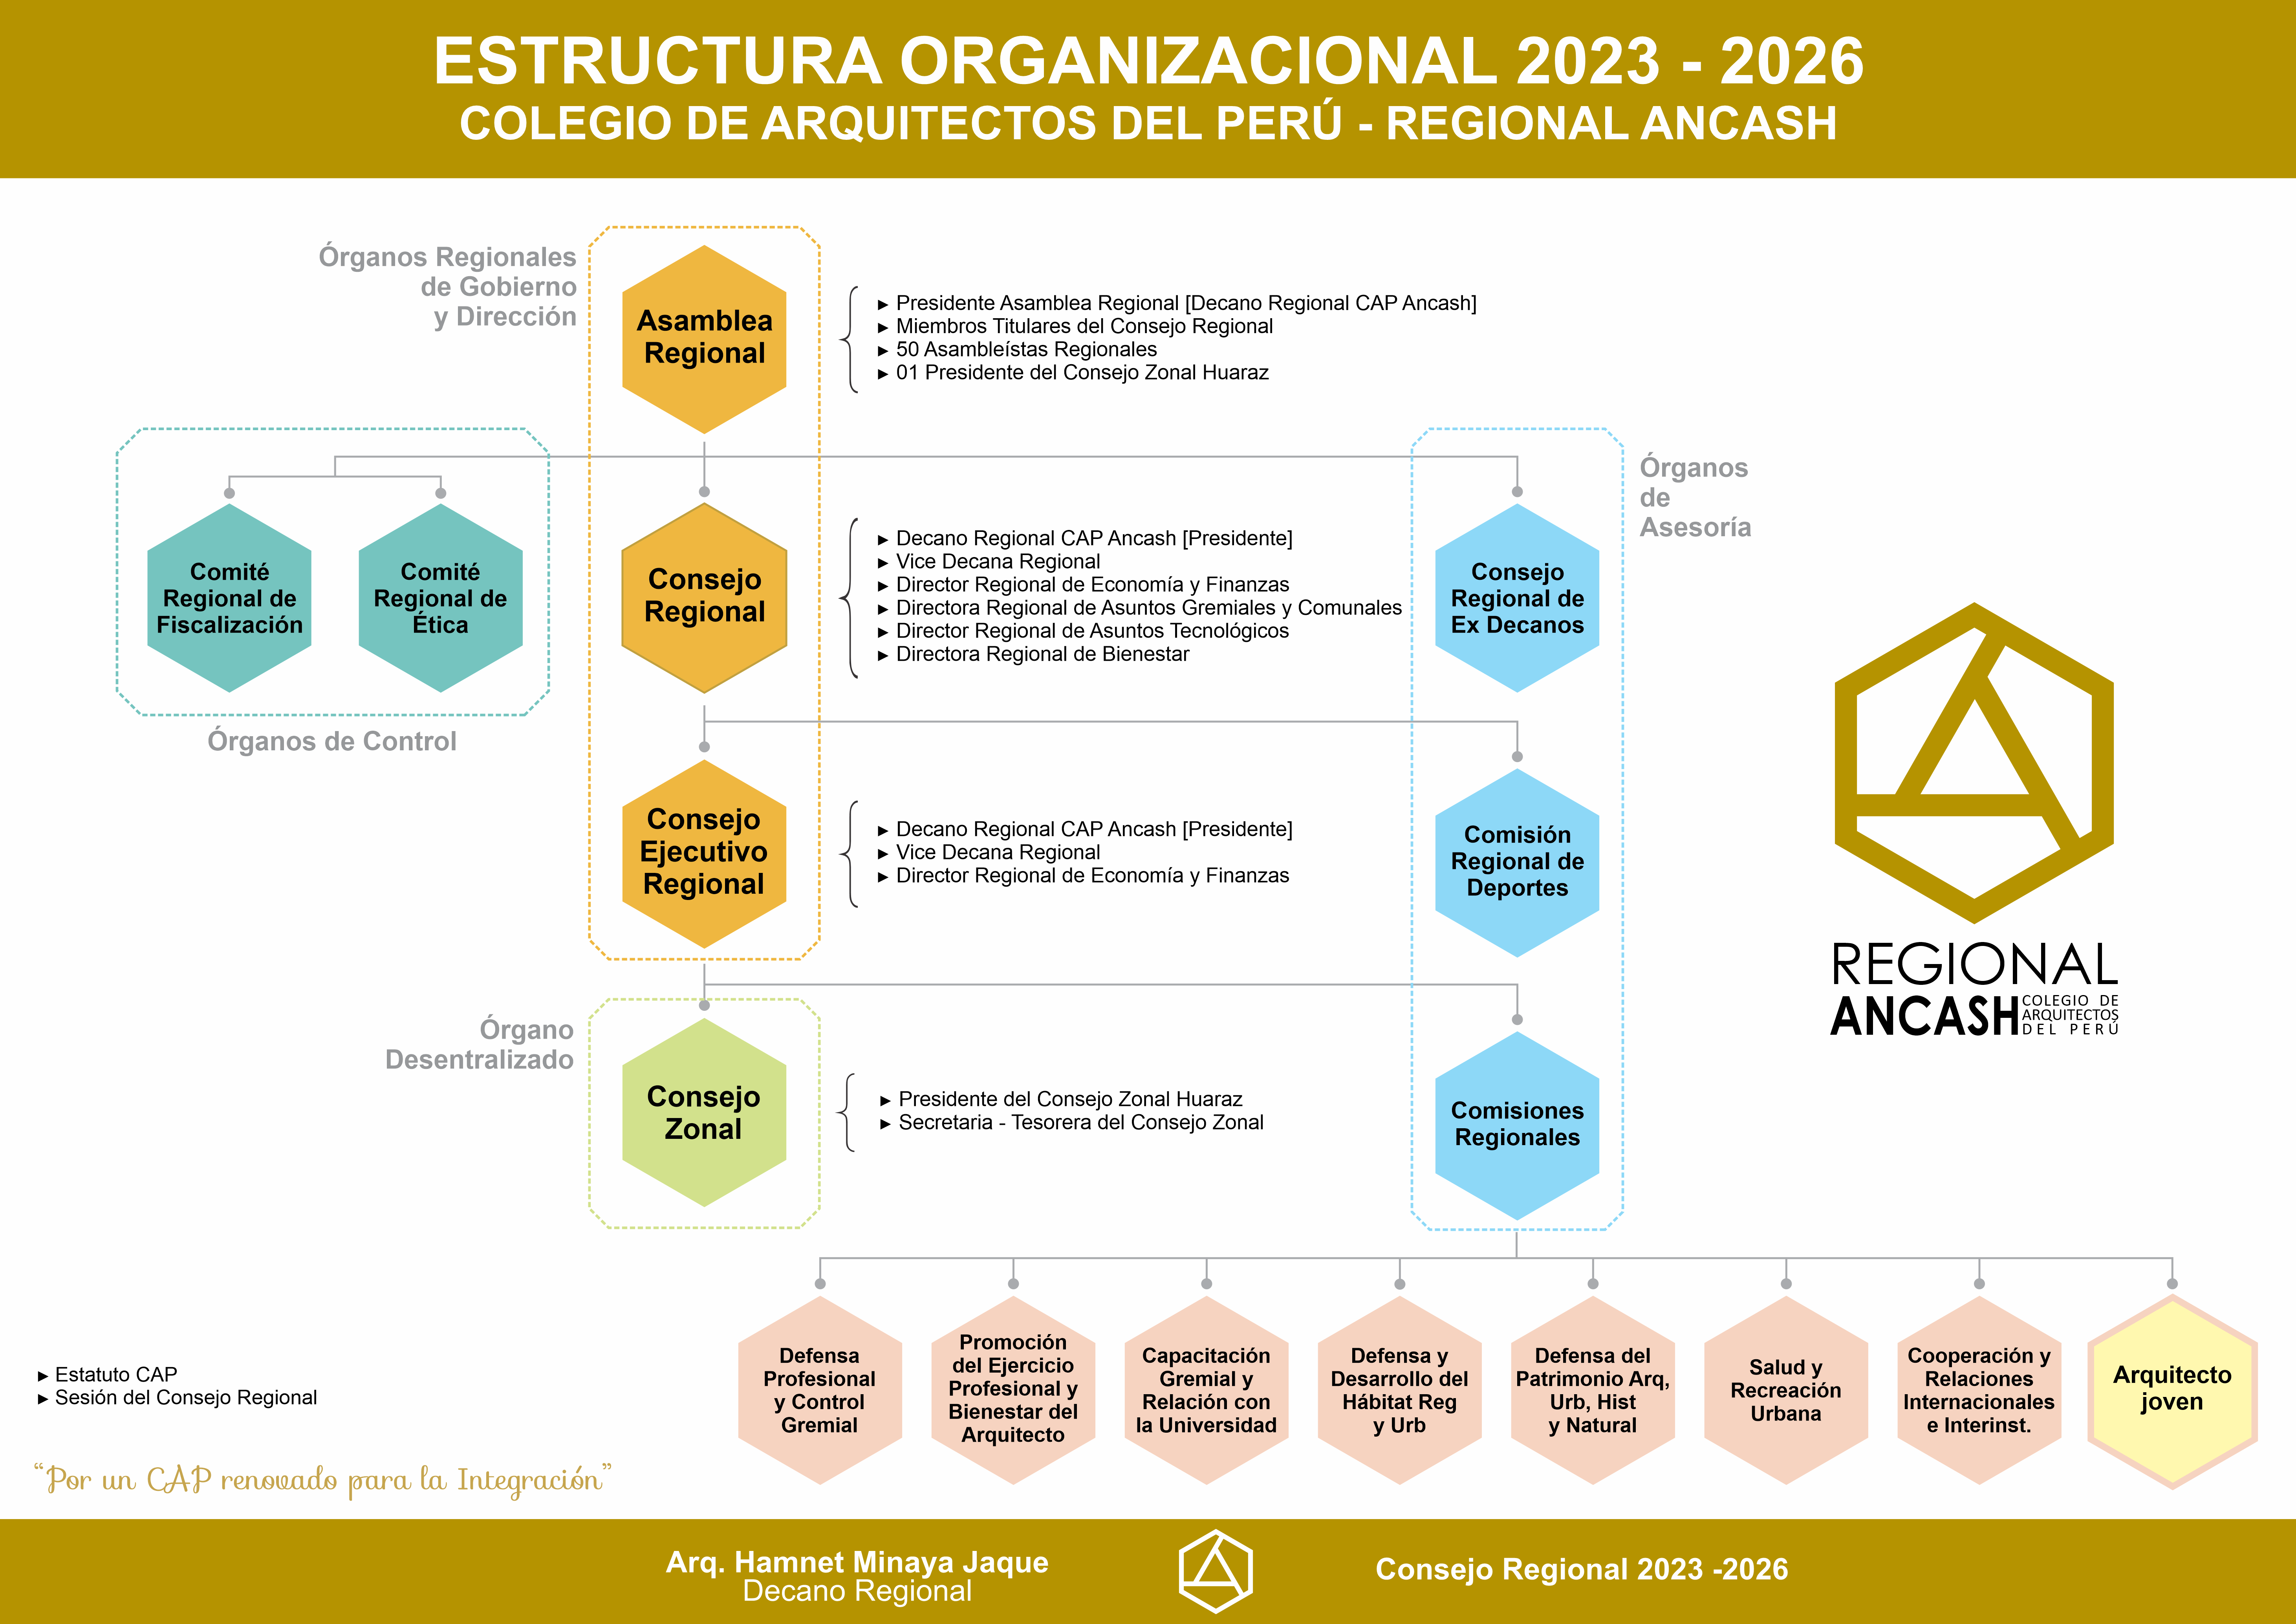 ESTRUCTURA ORGANIZACIONAL 2023 - 2026
COLEGIO DE ARQUITECTOS DEL PERÚ - REGIONAL ANCASH
Órganos Regionales
de Gobierno
y Dirección
Asamblea
Regional
► Presidente Asamblea Regional [Decano Regional CAP Ancash]
► Miembros Titulares del Consejo Regional
► 50 Asambleístas Regionales
► 01 Presidente del Consejo Zonal Huaraz
Comité
Regional de
Fiscalización
Comité
Regional de
Ética
Órganos de Control
Consejo
Regional
► Decano Regional CAP Ancash [Presidente]
► Vice Decana Regional
► Director Regional de Economía y Finanzas
► Directora Regional de Asuntos Gremiales y Comunales
► Director Regional de Asuntos Tecnológicos
► Directora Regional de Bienestar
Órganos
de
Asesoría
Consejo
Regional de
Ex Decanos
Consejo
Ejecutivo
Regional
► Decano Regional CAP Ancash [Presidente]
► Vice Decana Regional
► Director Regional de Economía y Finanzas
Comisión
Regional de
Deportes
REGIONAL
ANCASH
COLEGIO DE
ARQUITECTOS
DEL PERÚ
Órgano
Desentralizado
Consejo
Zonal
► Presidente del Consejo Zonal Huaraz
► Secretaria - Tesorera del Consejo Zonal
Comisiones
Regionales
Defensa
Profesional
y Control
Gremial
Promoción
del Ejercicio
Profesional y
Bienestar del
Arquitecto
Capacitación
Gremial y
Relación con
la Universidad
Defensa y
Desarrollo del
Hábitat Reg
y Urb
Defensa del
Patrimonio Arq,
Urb, Hist
y Natural
Salud y
Recreación
Urbana
Cooperación y
Relaciones
Internacionales
e Interinst.
Arquitecto
joven
► Estatuto CAP
► Sesión del Consejo Regional
“Por un CAP renovado para la Integración”
Arq. Hamnet Minaya Jaque
Decano Regional
Consejo Regional 2023 -2026